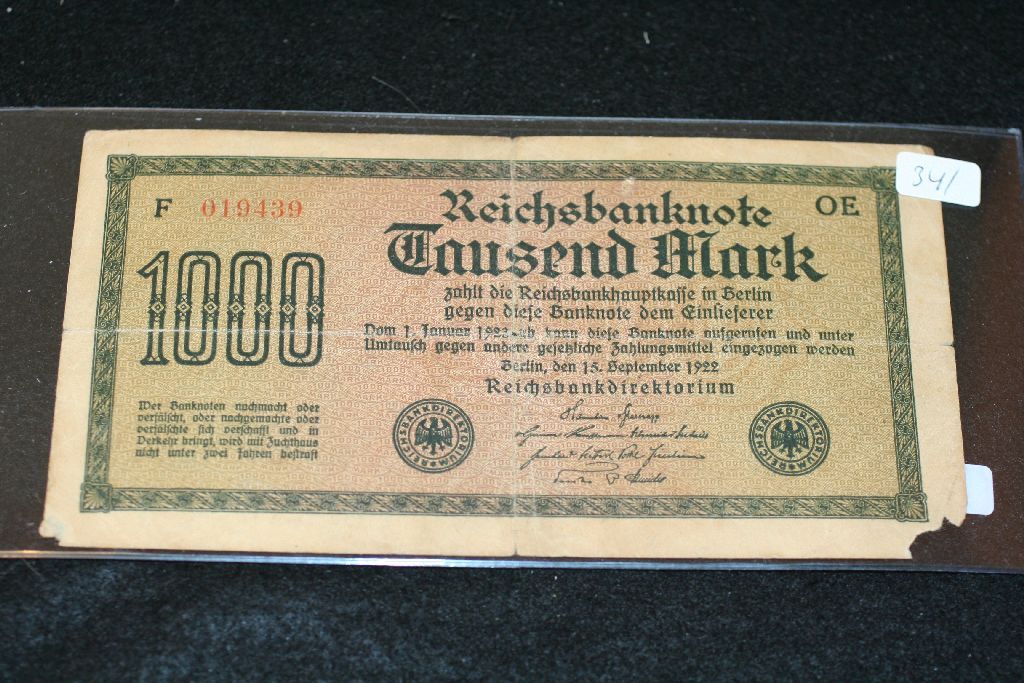 341
F 019439
OE
Reichsbanknote
Tausend Mark
1000
zahlt die Reichsbankhauptkasse in Berlin
gegen diese Banknote dem Einlieferer
Dom 1. Januar 1923 ab kann diese Banknote aufgerufen und unter
Umtausch gegen andere gesetzliche Zahlungsmittel eingezogen werden
Berlin, den 15. September 1922
Reichsbankdirektorium
Wer Banknoten nachmacht oder
verfälscht, oder nachgemachte oder
verfälschte sich verschafft und in
Verkehr bringt, wird mit Zuchthaus
nicht unter zwei Jahren bestraft
REICHSBANKDIREKTORIUM
REICHSBANKDIREKTORIUM